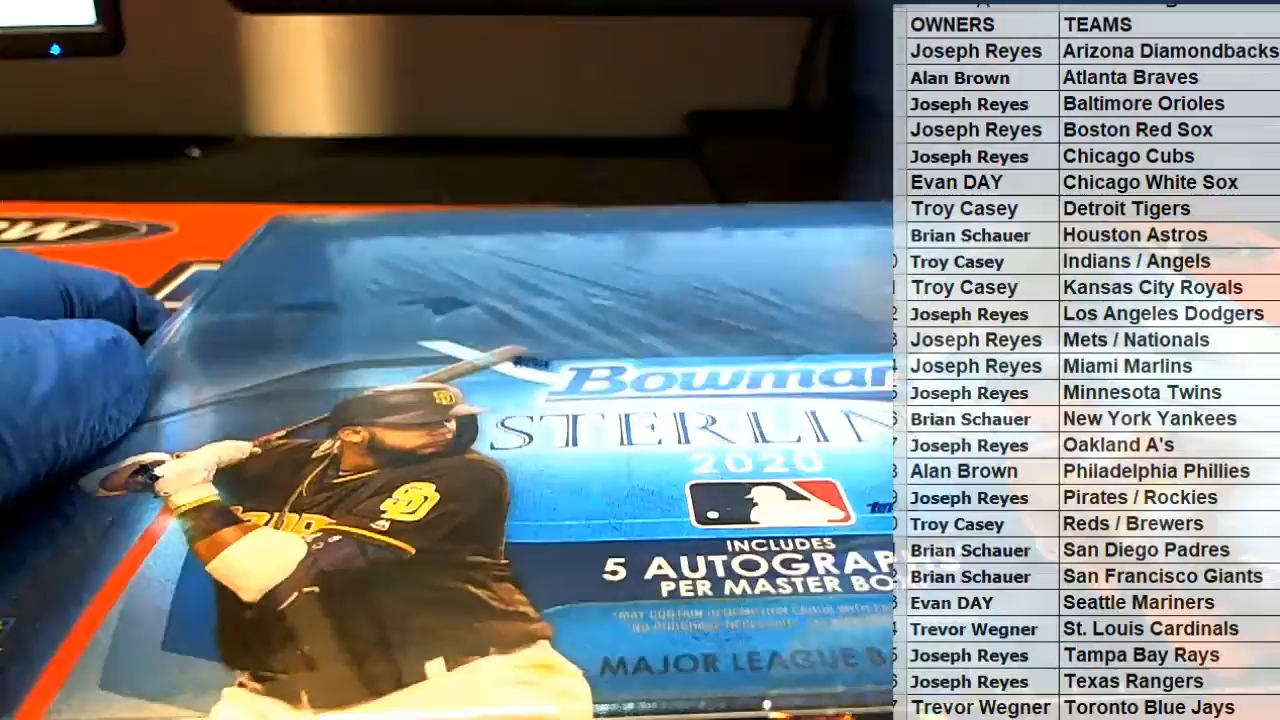 OWNERS TEAMS
Joseph Reyes Arizona Diamondbacks
Alan Brown Atlanta Braves
Joseph Reyes Baltimore Orioles
Joseph Reyes Boston Red Sox
Joseph Reyes Chicago Cubs
Evan DAY Chicago White Sox
Troy Casey Detroit Tigers
Brian Schauer Houston Astros
Troy Casey Indians / Angels
Troy Casey Kansas City Royals
Joseph Reyes Los Angeles Dodgers
Joseph Reyes Mets / Nationals
Joseph Reyes Miami Marlins
Joseph Reyes Minnesota Twins
Brian Schauer New York Yankees
Joseph Reyes Oakland A's
Alan Brown Philadelphia Phillies
Joseph Reyes Pirates / Rockies
Troy Casey Reds / Brewers
Brian Schauer San Diego Padres
Brian Schauer San Francisco Giants
Evan DAY Seattle Mariners
Trevor Wegner St. Louis Cardinals
Joseph Reyes Tampa Bay Rays
Joseph Reyes Texas Rangers
Trevor Wegner Toronto Blue Jays
Bowman
STERLIN
2020
INCLUDES
5 AUTOGRAP
PER MASTER BO
MAJOR LEAGUE B
SD